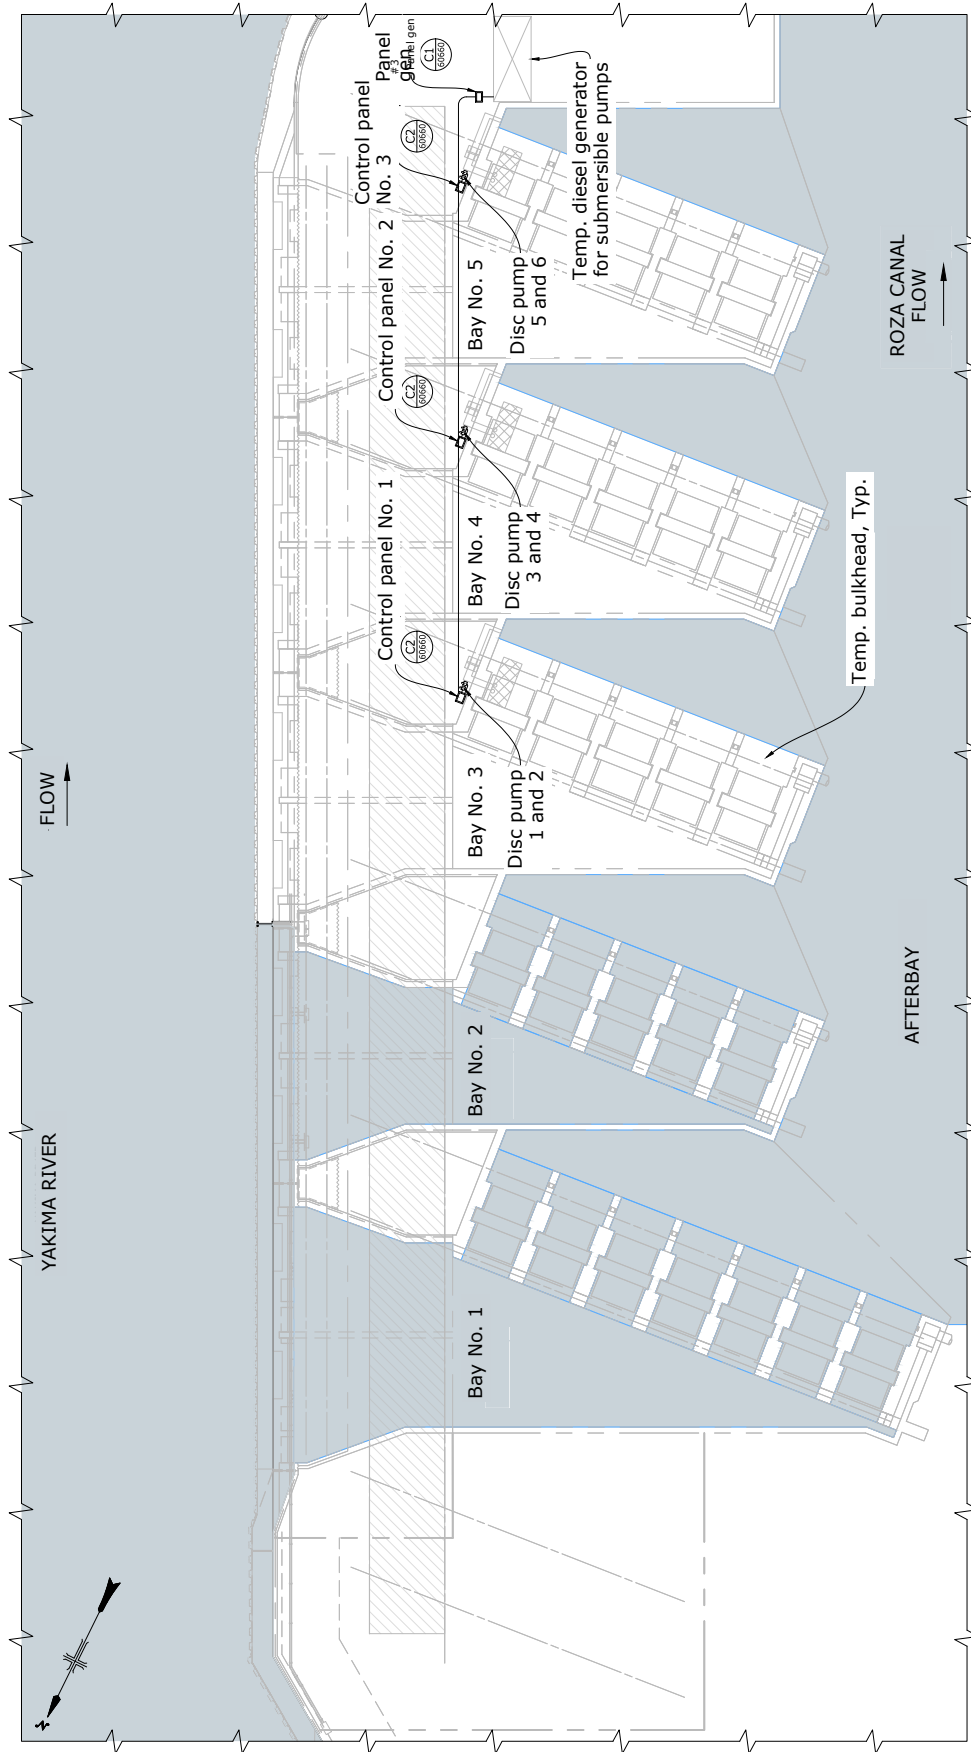 YAKIMA RIVER
FLOW
N
Panel
gen
#3
Panel gen
C1
60660
Control panel
No. 3
C2
60660
Control panel No. 2
C2
60660
Control panel No. 1
C2
60660
Bay No. 1
Bay No. 2
Bay No. 3
Bay No. 4
Bay No. 5
Disc pump
1 and 2
Disc pump
3 and 4
Disc pump
5 and 6
Temp. diesel generator
for submersible pumps
Temp. bulkhead, Typ.
AFTERBAY
ROZA CANAL
FLOW